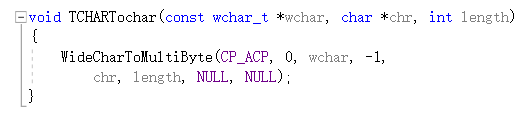 void TCHARTochar(const wchar_t *wchar, char *chr, int length)
{
    WideCharToMultiByte(CP_ACP, 0, wchar, -1,
        chr, length, NULL, NULL);
}